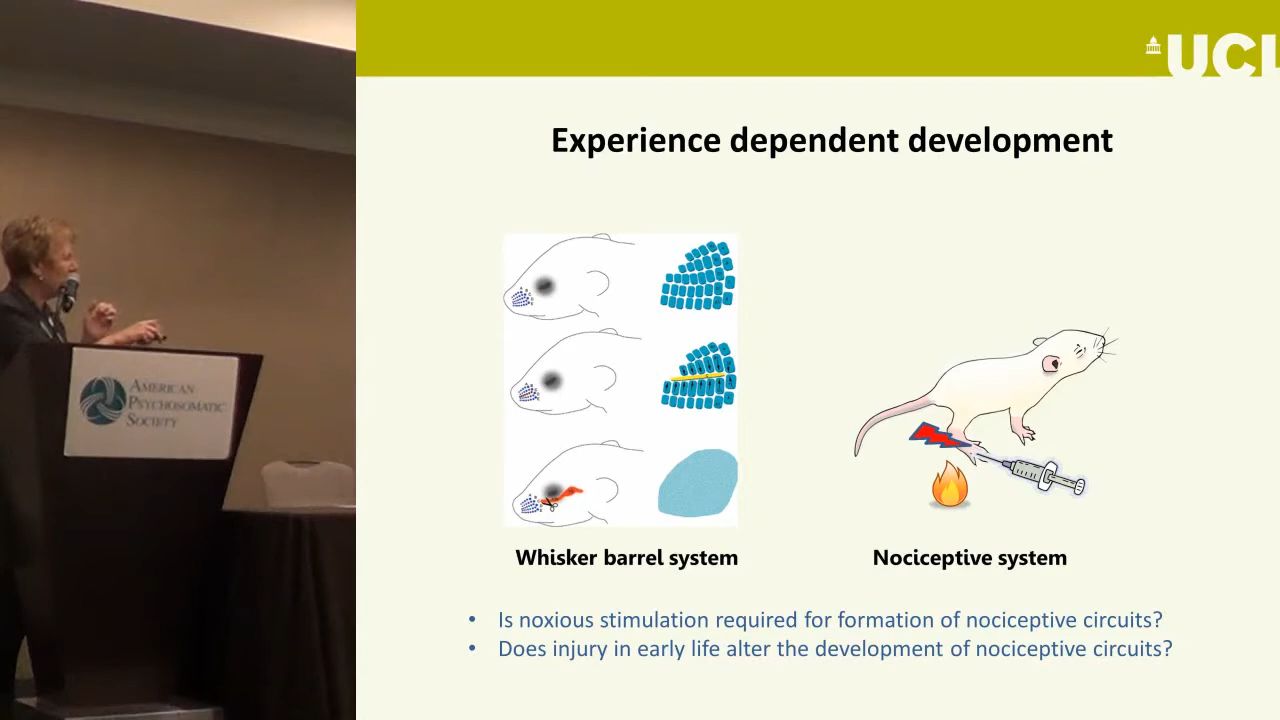 UCL
Experience dependent development
AMERICAN
PSYCHOSOMATIC
SOCIETY
Whisker barrel system
Nociceptive system
• Is noxious stimulation required for formation of nociceptive circuits?
• Does injury in early life alter the development of nociceptive circuits?